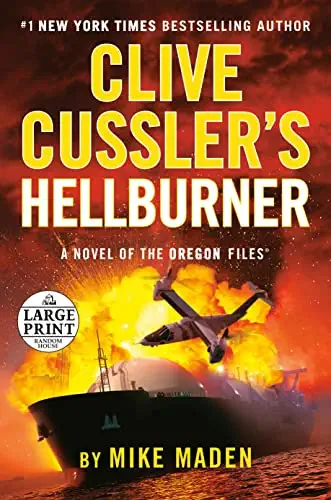 #1 NEW YORK TIMES BESTSELLING AUTHOR
CLIVE
CUSSLER'S
HELLBURNER
A NOVEL OF THE OREGON FILES®
LARGE
PRINT
RANDOM
HOUSE
BY MIKE MADEN